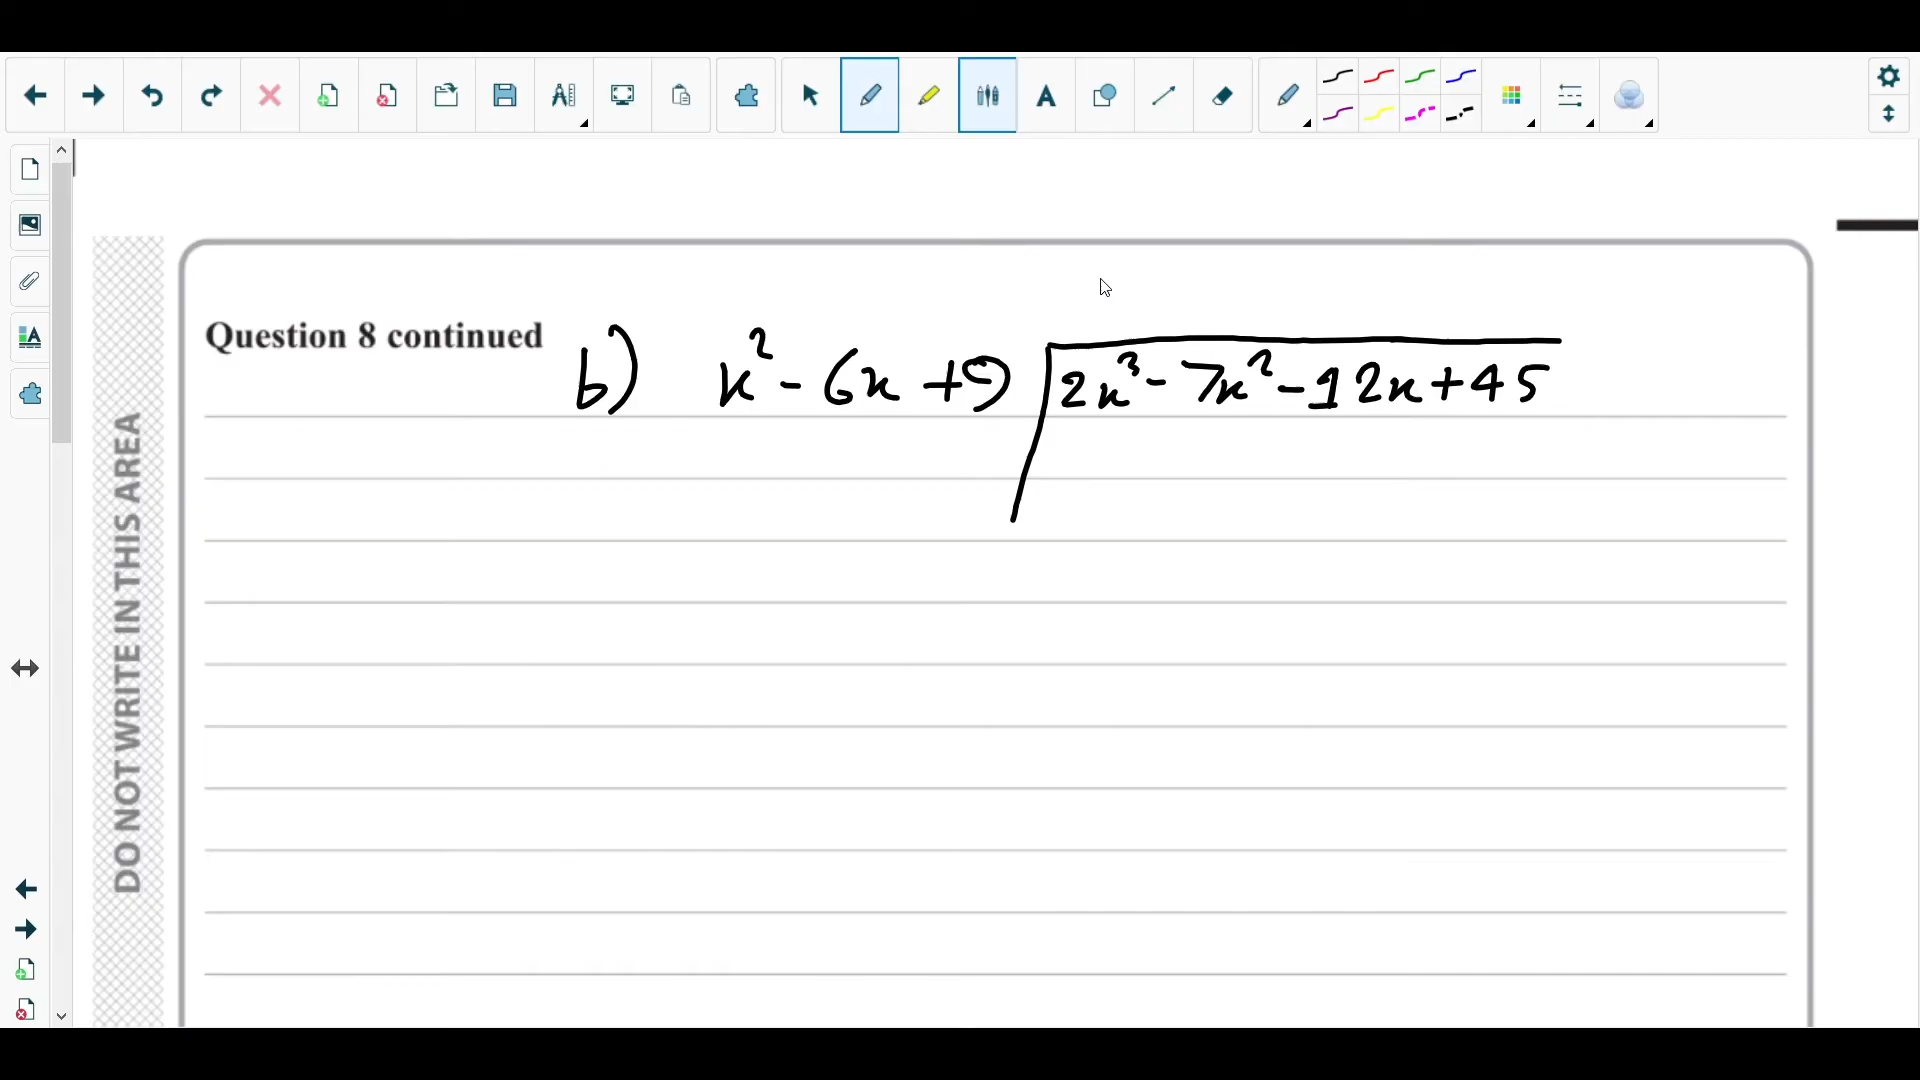 Question 8 continued
b) x² - 6x + 9 ) 2x³ - 7x² - 12x + 45
DO NOT WRITE IN THIS AREA